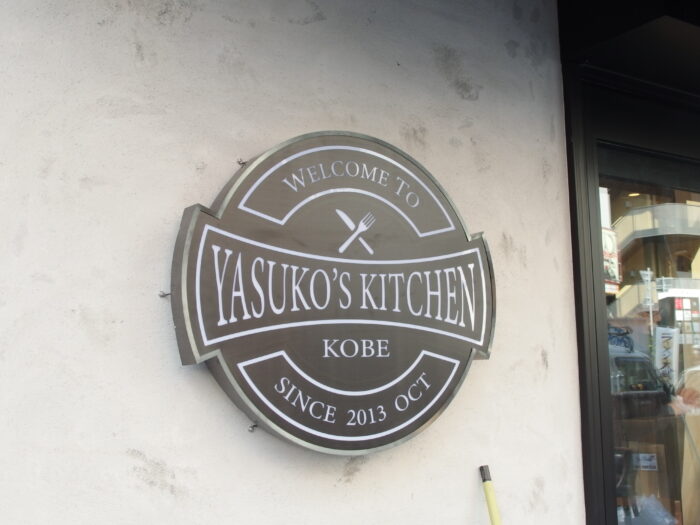 WELCOME TO
YASUKO'S KITCHEN
KOBE
SINCE 2013 OCT